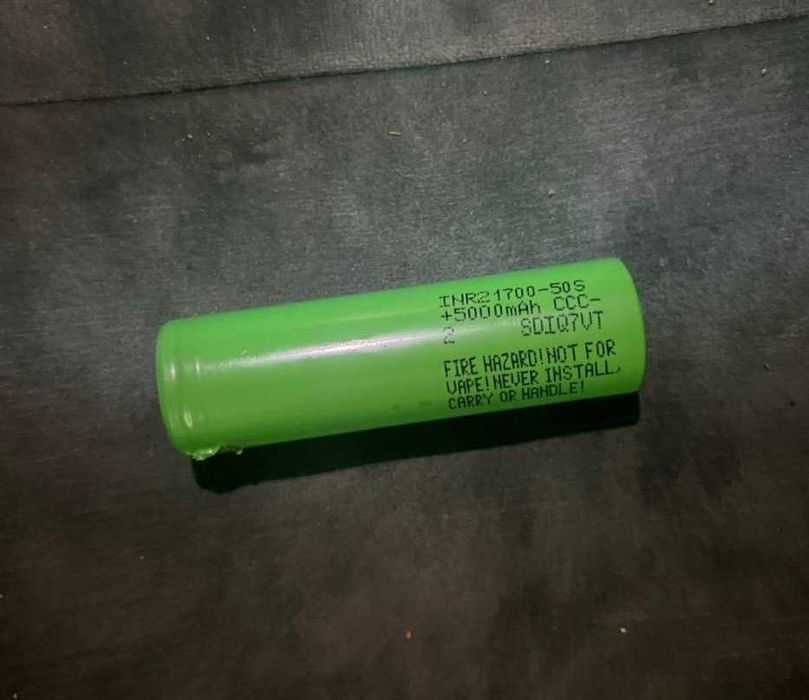 INR21700-50S
+5000mAh CCC-
2 SDIQ7VT
FIRE HAZARD!NOT FOR
VAPE!NEVER INSTALL,
CARRY OR HANDLE!